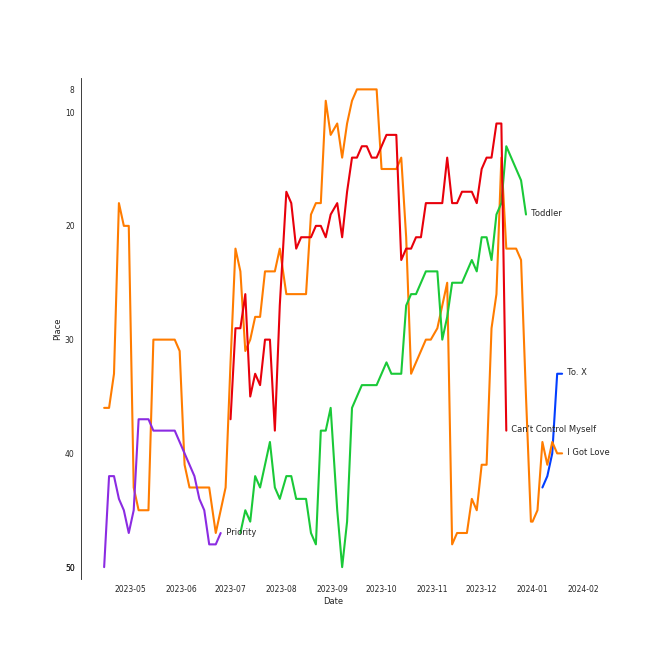 8
10
20
30
40
50
Place
Toddler
To. X
Can't Control Myself
I Got Love
Priority
2023-05 2023-06 2023-07 2023-08 2023-09 2023-10 2023-11 2023-12 2024-01 2024-02
Date